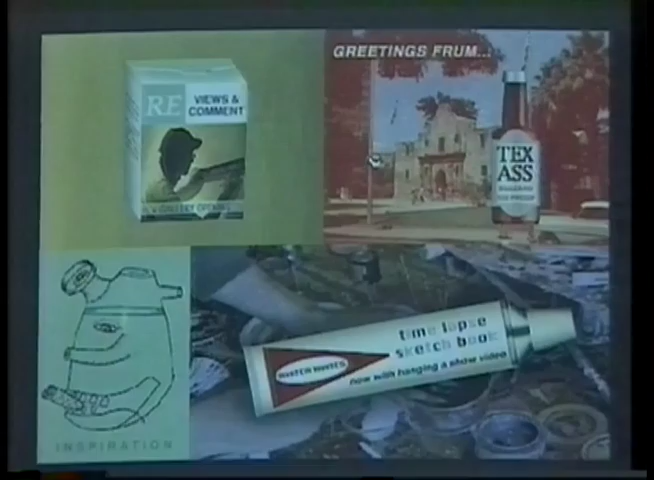 GREETINGS FRUM...
RE
VIEWS &
COMMENT
TEX
ASS
time lapse
sketch book
now with hanging a show video
INSPIRATION